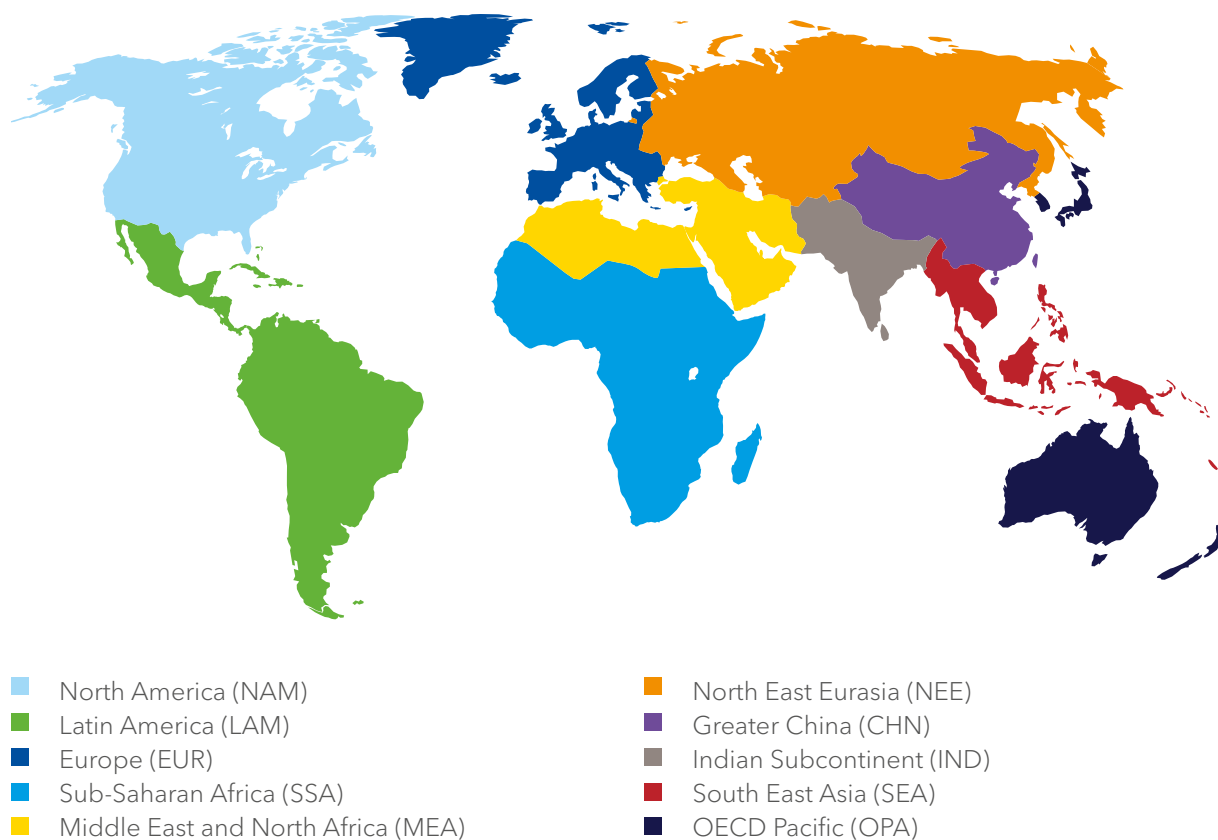 North America (NAM)
Latin America (LAM)
Europe (EUR)
Sub-Saharan Africa (SSA)
Middle East and North Africa (MEA)
North East Eurasia (NEE)
Greater China (CHN)
Indian Subcontinent (IND)
South East Asia (SEA)
OECD Pacific (OPA)